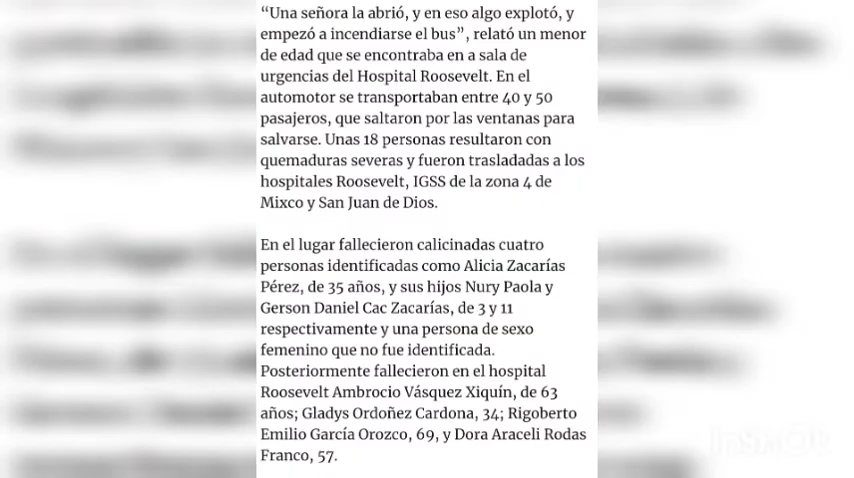 “Una señora la abrió, y en eso algo explotó, y
empezó a incendiarse el bus”, relató un menor
de edad que se encontraba en a sala de
urgencias del Hospital Roosevelt. En el
automotor se transportaban entre 40 y 50
pasajeros, que saltaron por las ventanas para
salvarse. Unas 18 personas resultaron con
quemaduras severas y fueron trasladadas a los
hospitales Roosevelt, IGSS de la zona 4 de
Mixco y San Juan de Dios.
En el lugar fallecieron calicinadas cuatro
personas identificadas como Alicia Zacarías
Pérez, de 35 años, y sus hijos Nury Paola y
Gerson Daniel Cac Zacarías, de 3 y 11
respectivamente y una persona de sexo
femenino que no fue identificada.
Posteriormente fallecieron en el hospital
Roosevelt Ambrocio Vásquez Xiquín, de 63
años; Gladys Ordoñez Cardona, 34; Rigoberto
Emilio García Orozco, 69, y Dora Araceli Rodas
Franco, 57.
InShOt